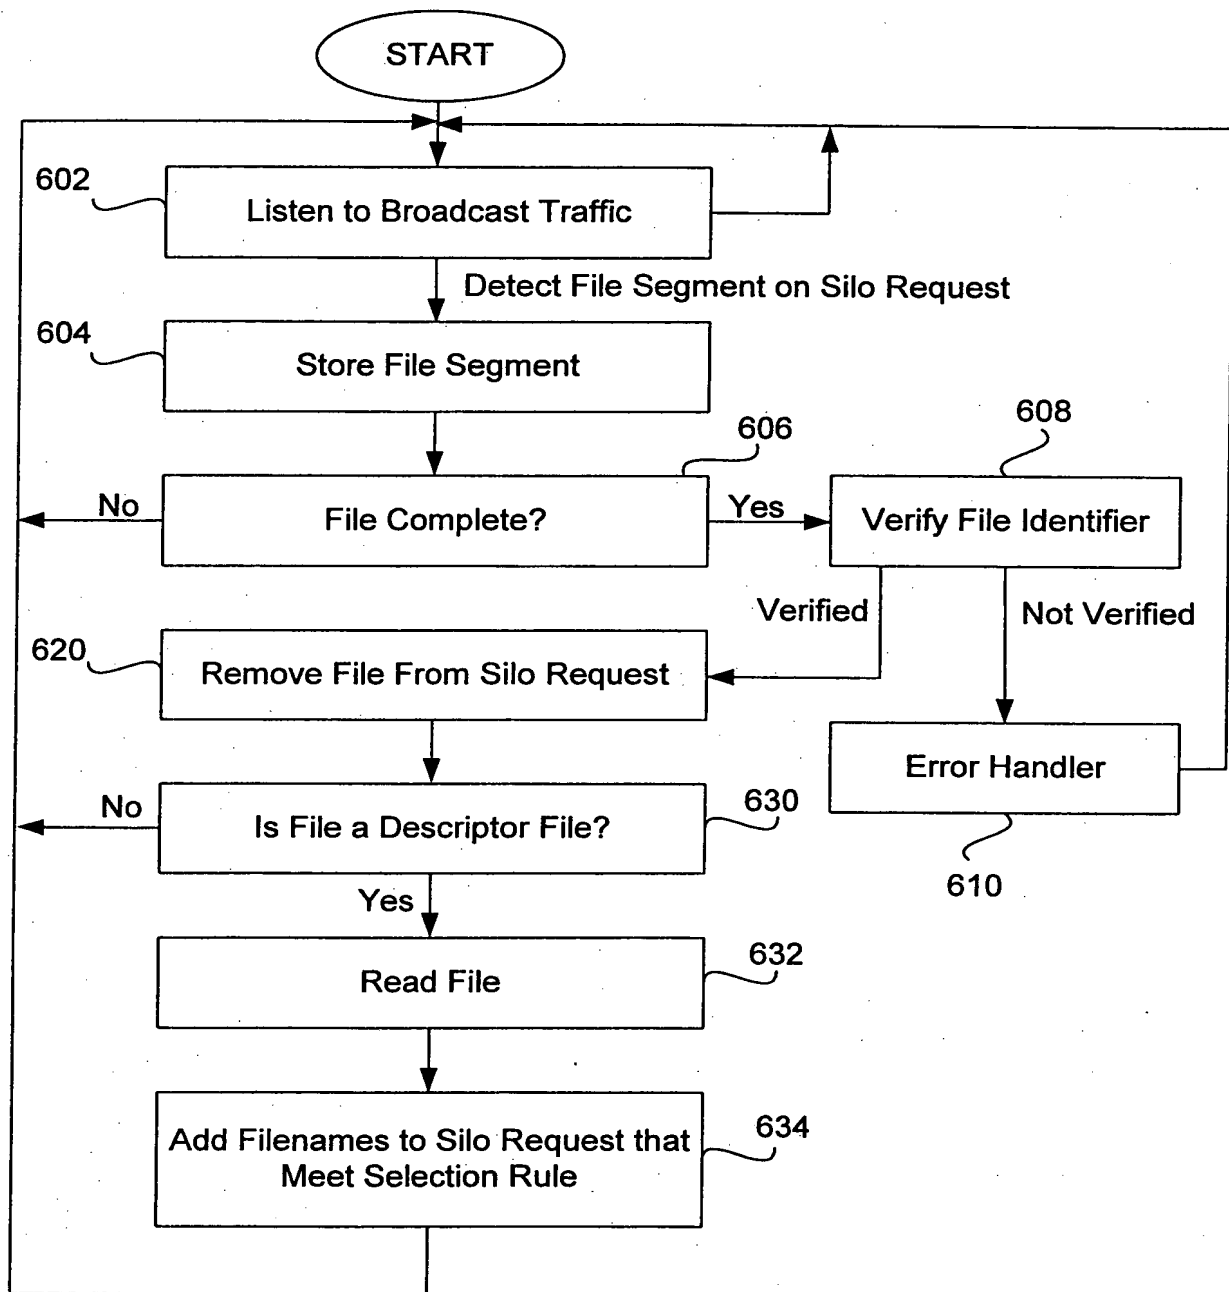 START
602
Listen to Broadcast Traffic
Detect File Segment on Silo Request
604
Store File Segment
606
608
No
File Complete?
Yes
Verify File Identifier
Verified
Not Verified
620
Remove File From Silo Request
Error Handler
610
No
Is File a Descriptor File?
630
Yes
Read File
632
Add Filenames to Silo Request that
Meet Selection Rule
634